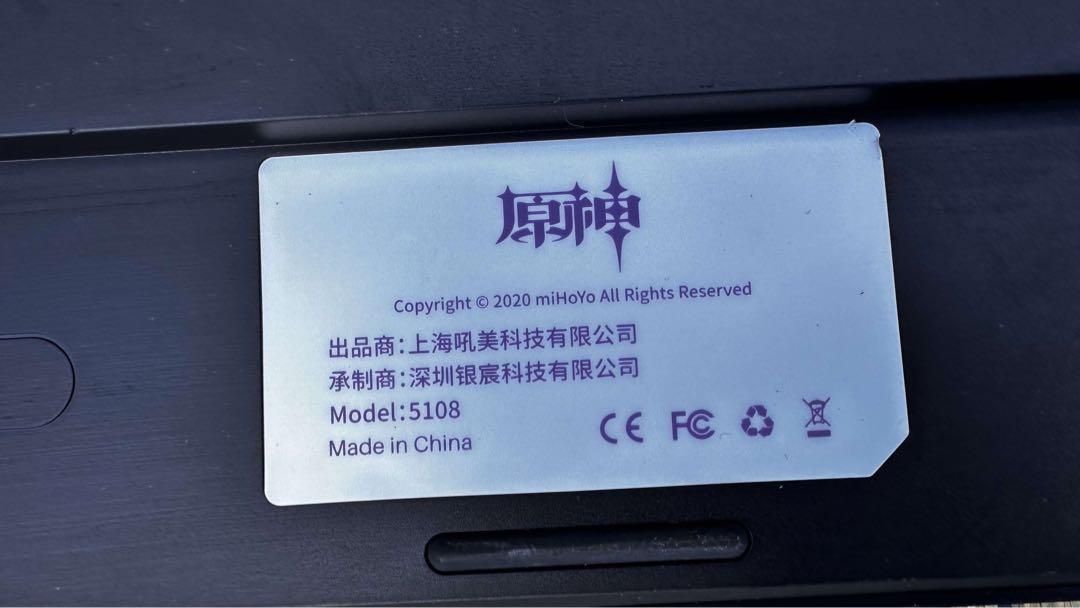 原神
Copyright © 2020 miHoYo All Rights Reserved
出品商:上海吼美科技有限公司
承制商:深圳银宸科技有限公司
Model:5108
Made in China
CE FC